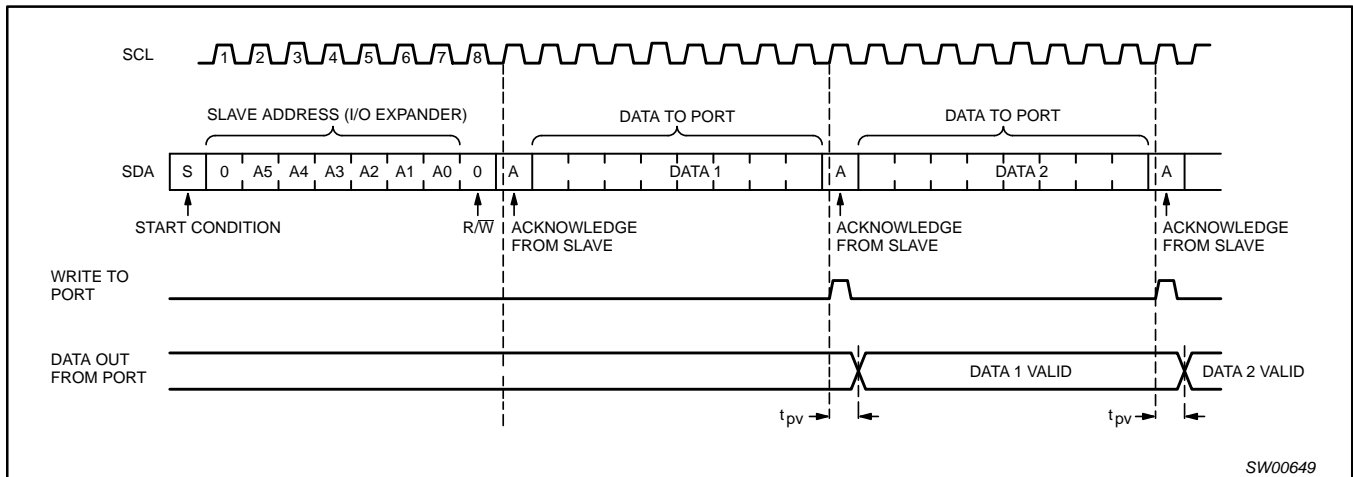 SCL
1 2 3 4 5 6 7 8
SLAVE ADDRESS (I/O EXPANDER)
DATA TO PORT
DATA TO PORT
SDA
S 0 A5 A4 A3 A2 A1 A0 0 A DATA 1 A DATA 2 A
START CONDITION
R/W̅
ACKNOWLEDGE
FROM SLAVE
ACKNOWLEDGE
FROM SLAVE
ACKNOWLEDGE
FROM SLAVE
WRITE TO
PORT
DATA OUT
FROM PORT
DATA 1 VALID
DATA 2 VALID
tpv
tpv
SW00649